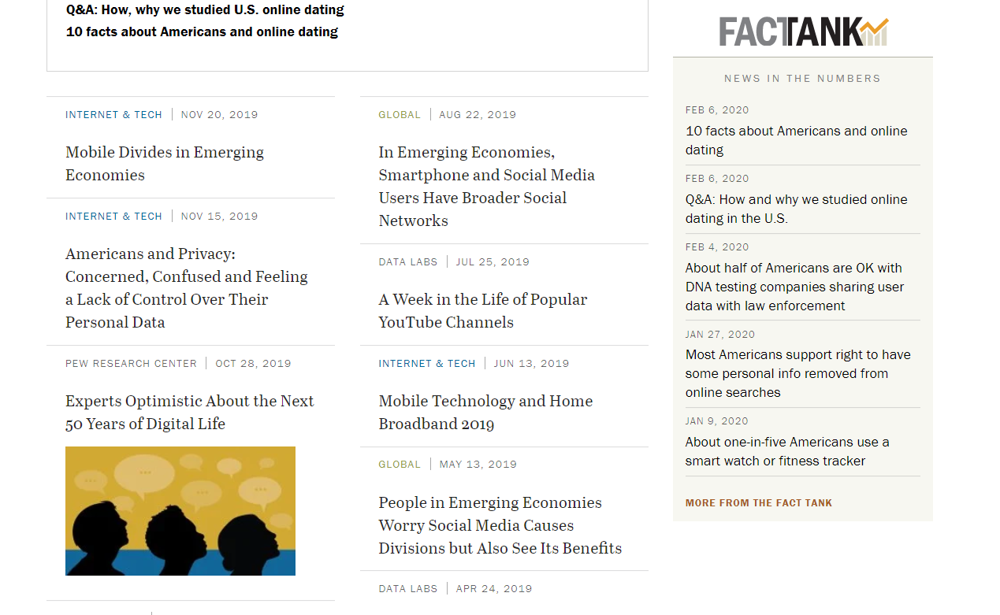 Q&A: How, why we studied U.S. online dating
10 facts about Americans and online dating
INTERNET & TECH | NOV 20, 2019
Mobile Divides in Emerging
Economies
INTERNET & TECH | NOV 15, 2019
Americans and Privacy:
Concerned, Confused and Feeling
a Lack of Control Over Their
Personal Data
PEW RESEARCH CENTER | OCT 28, 2019
Experts Optimistic About the Next
50 Years of Digital Life
GLOBAL | AUG 22, 2019
In Emerging Economies,
Smartphone and Social Media
Users Have Broader Social
Networks
DATA LABS | JUL 25, 2019
A Week in the Life of Popular
YouTube Channels
INTERNET & TECH | JUN 13, 2019
Mobile Technology and Home
Broadband 2019
GLOBAL | MAY 13, 2019
People in Emerging Economies
Worry Social Media Causes
Divisions but Also See Its Benefits
DATA LABS | APR 24, 2019
FACTANK
NEWS IN THE NUMBERS
FEB 6, 2020
10 facts about Americans and online
dating
FEB 6, 2020
Q&A: How and why we studied online
dating in the U.S.
FEB 4, 2020
About half of Americans are OK with
DNA testing companies sharing user
data with law enforcement
JAN 27, 2020
Most Americans support right to have
some personal info removed from
online searches
JAN 9, 2020
About one-in-five Americans use a
smart watch or fitness tracker
MORE FROM THE FACT TANK